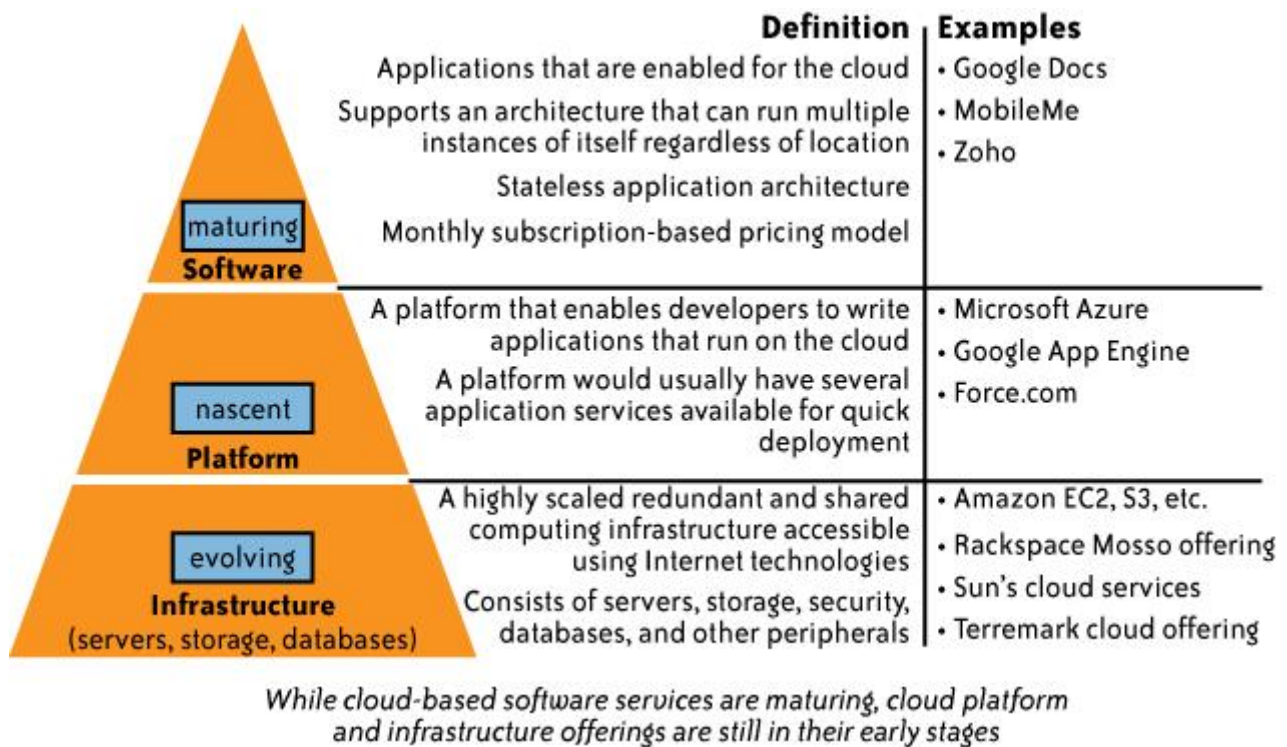 Definition
Examples
Applications that are enabled for the cloud
Supports an architecture that can run multiple
instances of itself regardless of location
Stateless application architecture
Monthly subscription-based pricing model
• Google Docs
• MobileMe
• Zoho
maturing
Software
A platform that enables developers to write
applications that run on the cloud
A platform would usually have several
application services available for quick
deployment
• Microsoft Azure
• Google App Engine
• Force.com
nascent
Platform
A highly scaled redundant and shared
computing infrastructure accessible
using Internet technologies
Consists of servers, storage, security,
databases, and other peripherals
• Amazon EC2, S3, etc.
• Rackspace Mosso offering
• Sun's cloud services
• Terremark cloud offering
evolving
Infrastructure
(servers, storage, databases)
While cloud-based software services are maturing, cloud platform
and infrastructure offerings are still in their early stages